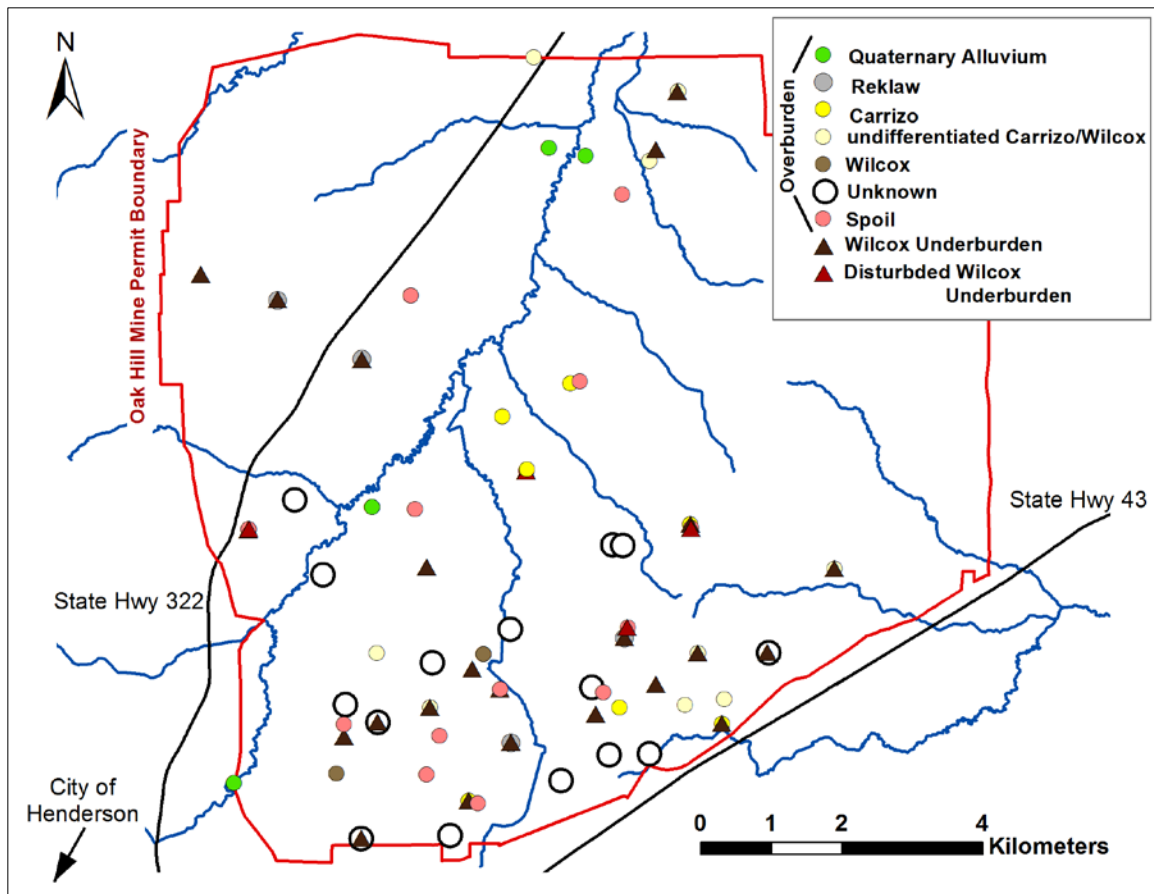 N
Oak Hill Mine Permit Boundary
Overburden
Quaternary Alluvium
Reklaw
Carrizo
undifferentiated Carrizo/Wilcox
Wilcox
Unknown
Spoil
Wilcox Underburden
Disturbded Wilcox
Underburden
State Hwy 43
State Hwy 322
City of
Henderson
0 1 2 4
Kilometers